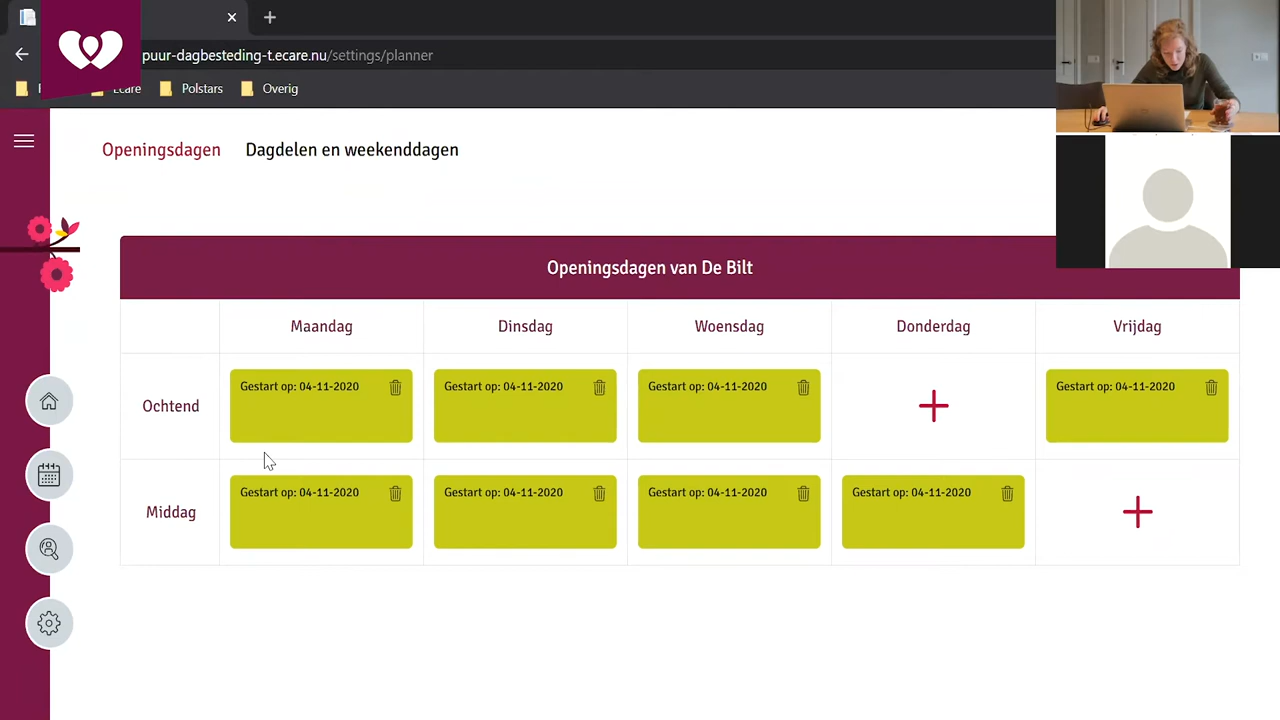 puur-dagbesteding-t.ecare.nu/settings/planner
Ecare Polstars Overig
Openingsdagen Dagdelen en weekenddagen
Openingsdagen van De Bilt
Maandag Dinsdag Woensdag Donderdag Vrijdag
Ochtend
Gestart op: 04-11-2020 Gestart op: 04-11-2020 Gestart op: 04-11-2020 Gestart op: 04-11-2020
Middag
Gestart op: 04-11-2020 Gestart op: 04-11-2020 Gestart op: 04-11-2020 Gestart op: 04-11-2020